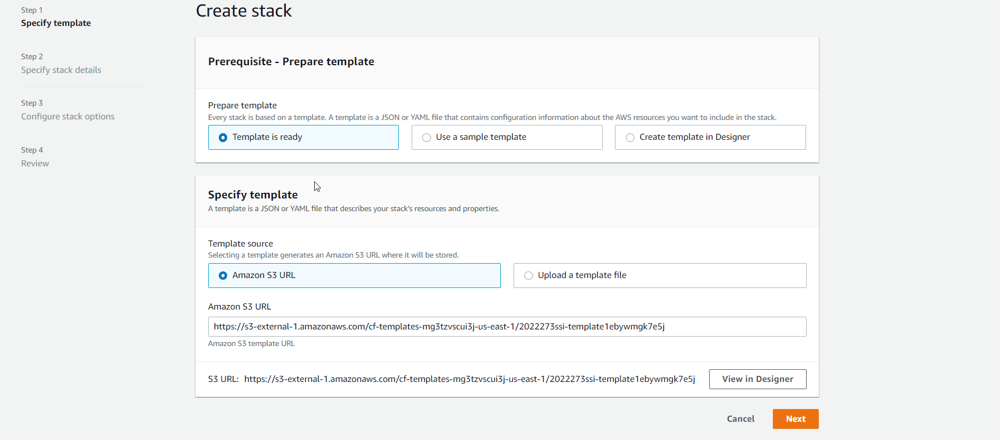 Step 1
Specify template
Step 2
Specify stack details
Step 3
Configure stack options
Step 4
Review
Create stack
Prerequisite - Prepare template
Prepare template
Every stack is based on a template. A template is a JSON or YAML file that contains configuration information about the AWS resources you want to include in the stack.
Template is ready
Use a sample template
Create template in Designer
Specify template
A template is a JSON or YAML file that describes your stack's resources and properties.
Template source
Selecting a template generates an Amazon S3 URL where it will be stored.
Amazon S3 URL
Upload a template file
Amazon S3 URL
https://s3-external-1.amazonaws.com/cf-templates-mg3tzvscui3j-us-east-1/2022273ssi-template1ebywmgk7e5j
Amazon S3 template URL
S3 URL: https://s3-external-1.amazonaws.com/cf-templates-mg3tzvscui3j-us-east-1/2022273ssi-template1ebywmgk7e5j
View in Designer
Cancel
Next